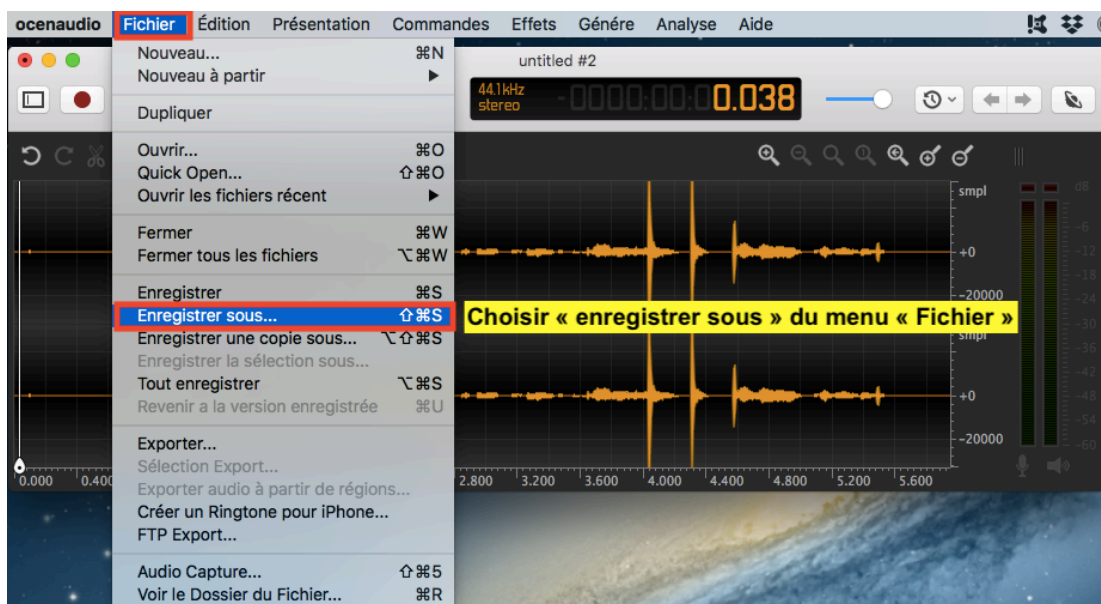 ocenaudio Fichier Édition Présentation Commandes Effets Génére Analyse Aide
untitled #2
Nouveau... ⌘N
Nouveau à partir ▶
44.1 kHz
stereo
-0000:00:00.038
Dupliquer
Ouvrir... ⌘O
Quick Open... ⇧⌘O
Ouvrir les fichiers récent ▶
smpl
dB
Fermer ⌘W
Fermer tous les fichiers ⌥⌘W
+0
-6
-12
-18
Enregistrer ⌘S
-20000
-24
Enregistrer sous... ⇧⌘S
Choisir « enregistrer sous » du menu « Fichier »
-30
Enregistrer une copie sous... ⌥⇧⌘S
smpl
-36
Enregistrer la sélection sous...
-42
Tout enregistrer ⌥⌘S
+0
-48
Revenir a la version enregistrée ⌘U
-54
Exporter...
-20000
-60
Sélection Export...
0.000 0.400 2.800 3.200 3.600 4.000 4.400 4.800 5.200 5.600
Exporter audio à partir de régions...
Créer un Ringtone pour iPhone...
FTP Export...
Audio Capture... ⇧⌘5
Voir le Dossier du Fichier... ⌘R